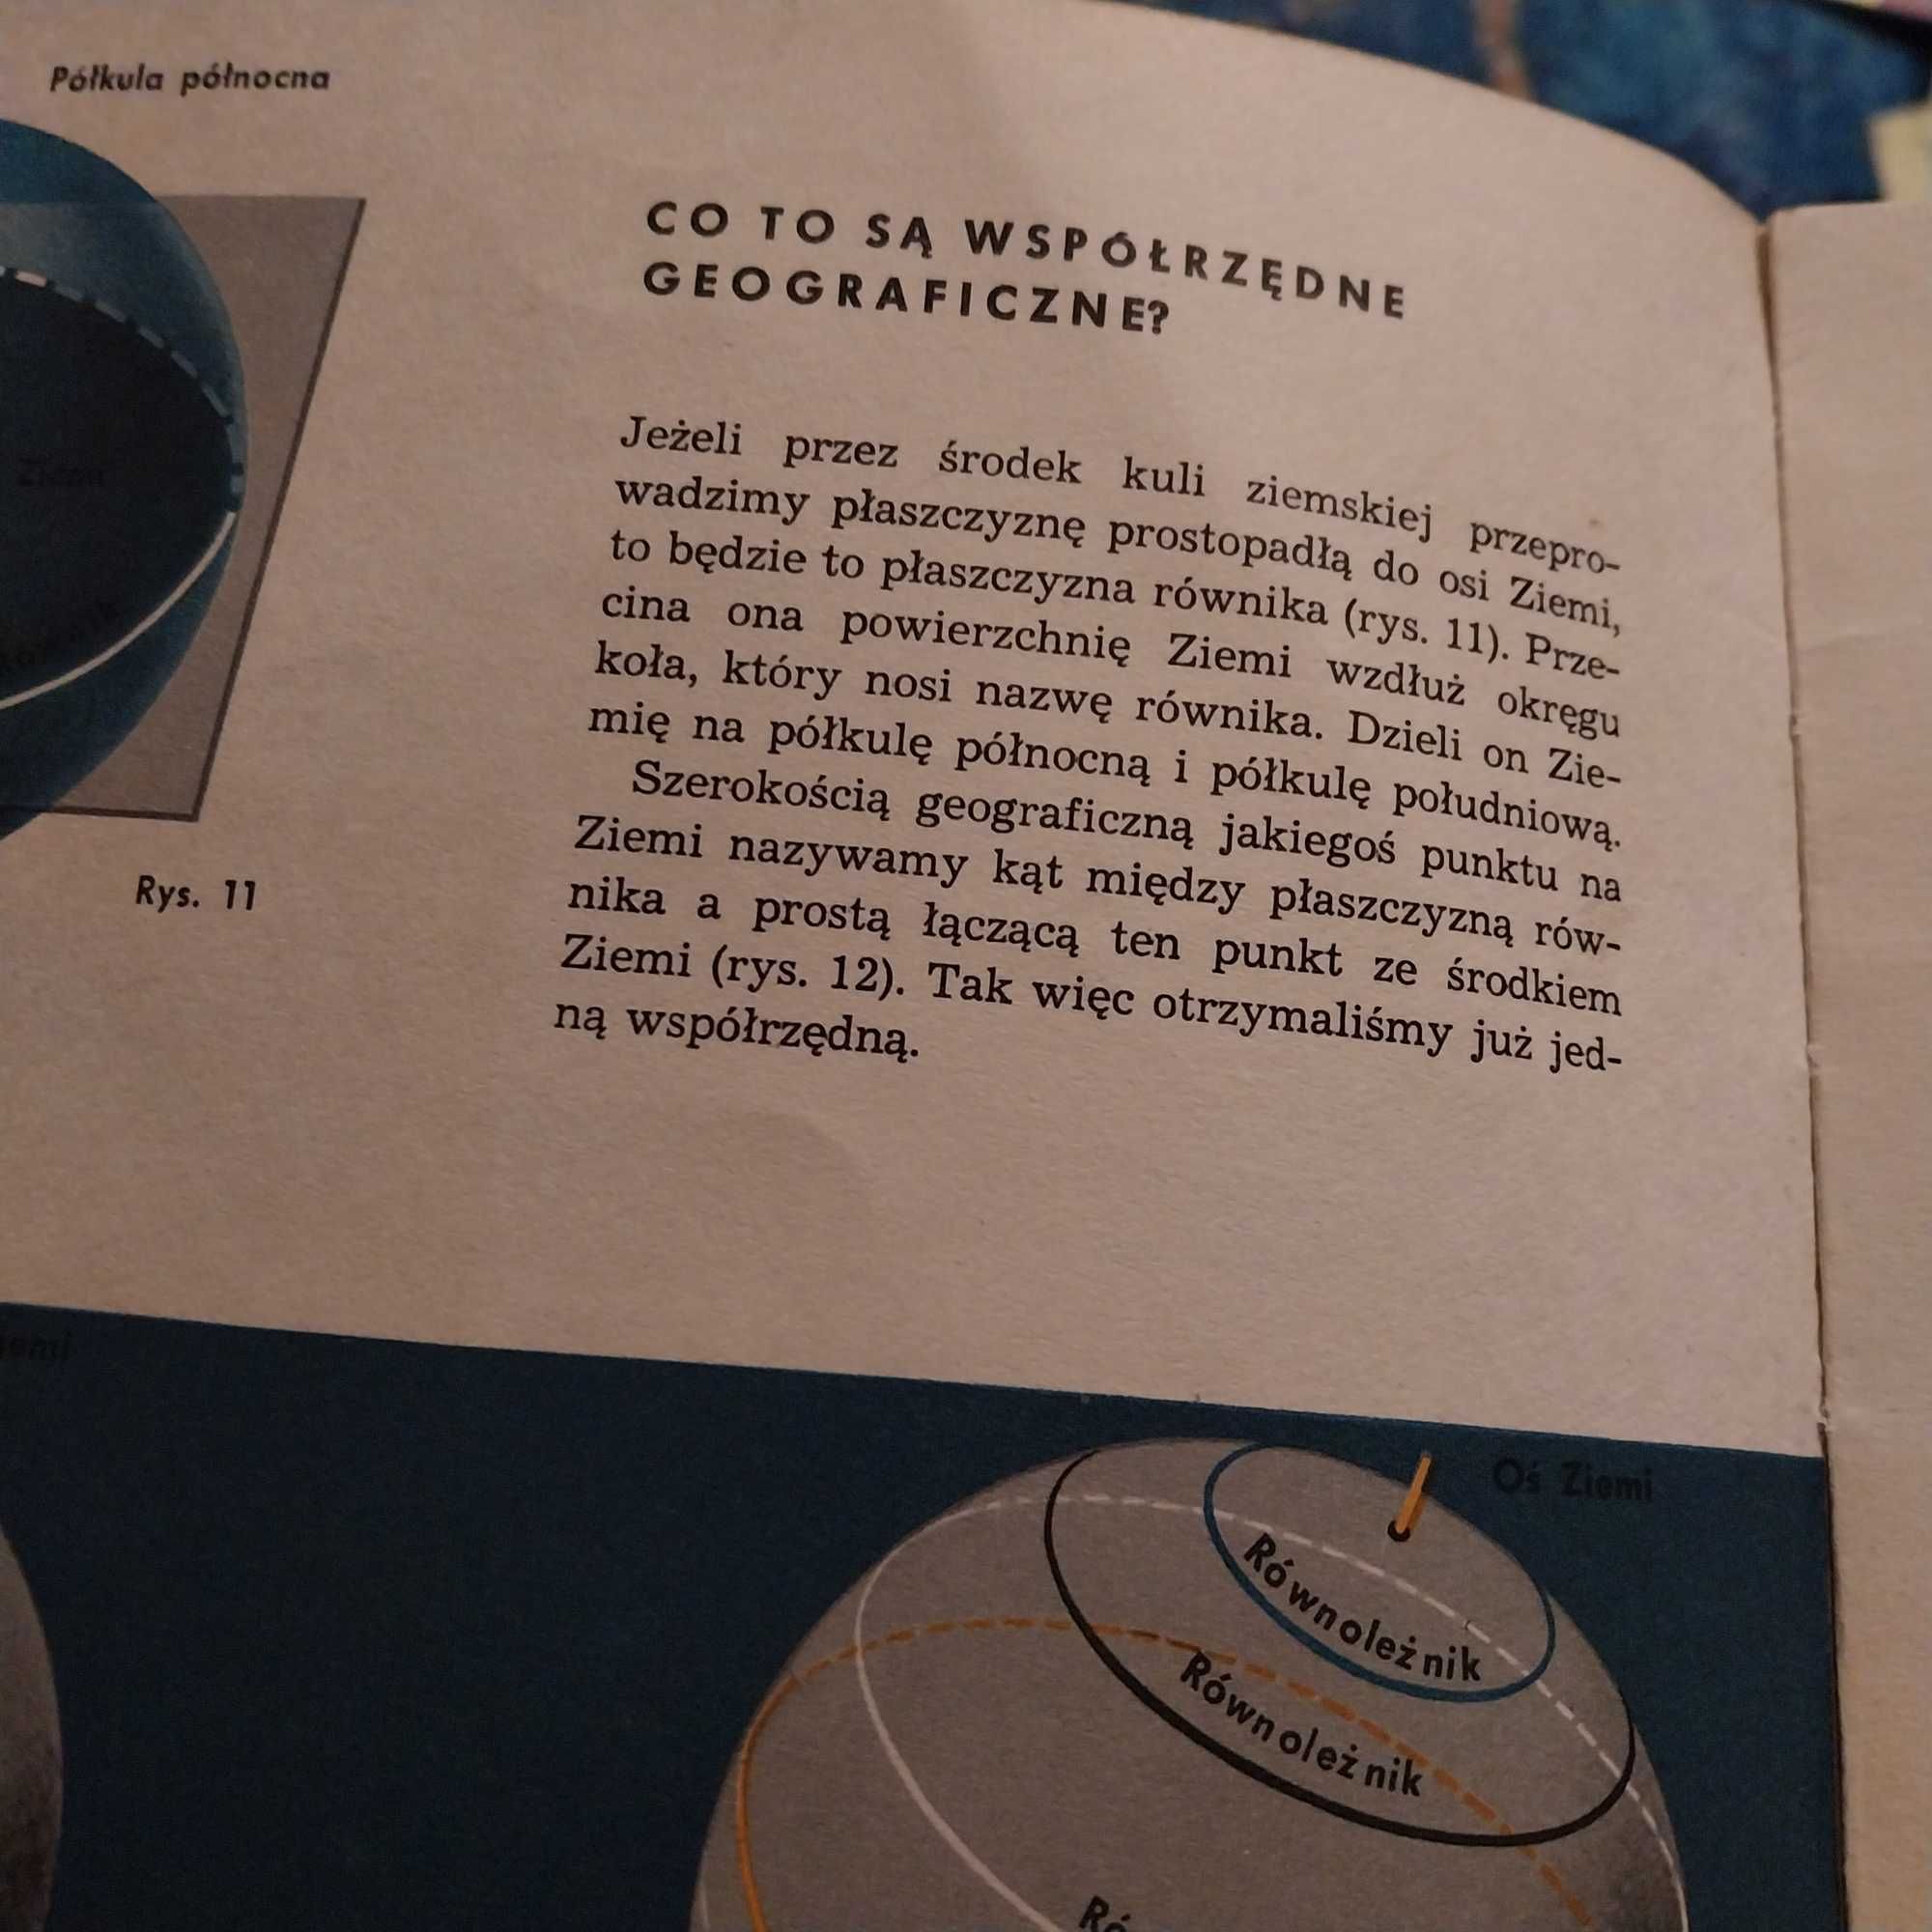 Półkula północna
CO TO SĄ WSPÓŁRZĘDNE
GEOGRAFICZNE?
Jeżeli przez środek kuli ziemskiej przepro-
wadzimy płaszczyznę prostopadłą do osi Ziemi,
to będzie to płaszczyzna równika (rys. 11). Prze-
cina ona powierzchnię Ziemi wzdłuż okręgu
koła, który nosi nazwę równika. Dzieli on Zie-
mię na półkulę północną i półkulę południową.
Szerokością geograficzną jakiegoś punktu na
Ziemi nazywamy kąt między płaszczyzną rów-
nika a prostą łączącą ten punkt ze środkiem
Ziemi (rys. 12). Tak więc otrzymaliśmy już jed-
ną współrzędną.
Ziemi
Rys. 11
Oś Ziemi
Równoleżnik
Równoleżnik